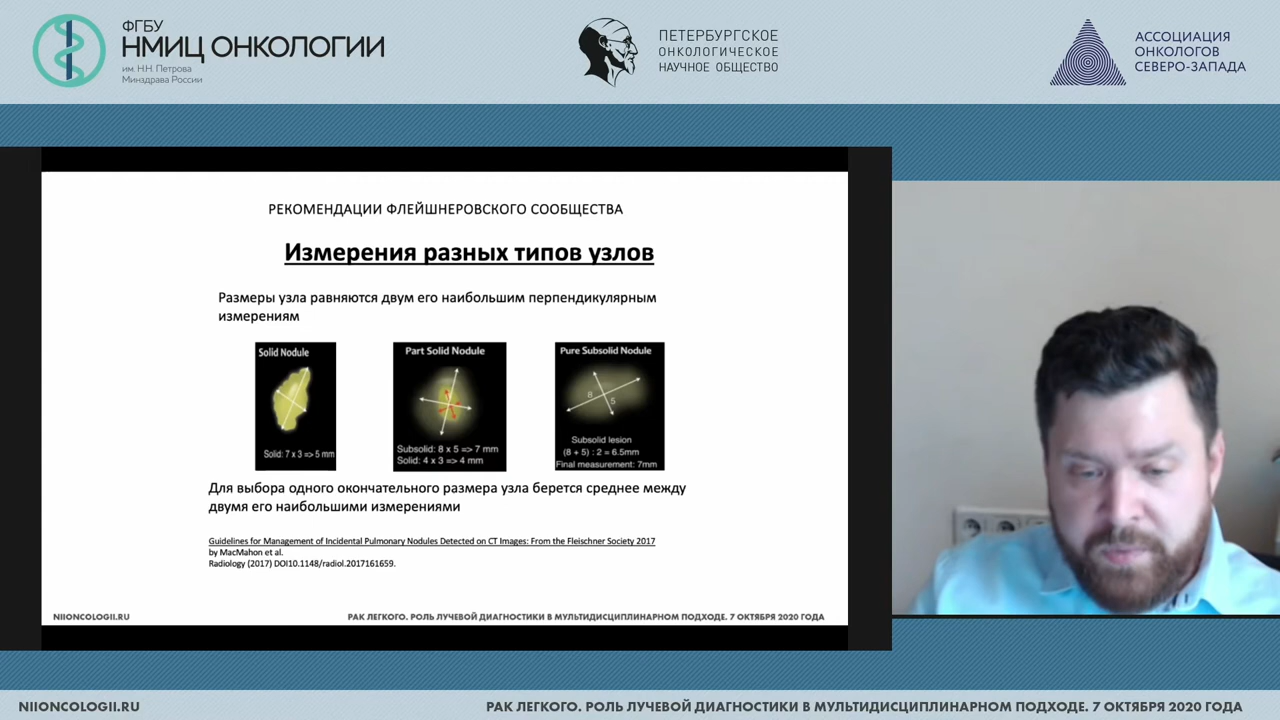 ФГБУ
НМИЦ ОНКОЛОГИИ
им. Н.Н. Петрова
Минздрава России
ПЕТЕРБУРГСКОЕ
ОНКОЛОГИЧЕСКОЕ
НАУЧНОЕ ОБЩЕСТВО
АССОЦИАЦИЯ
ОНКОЛОГОВ
СЕВЕРО-ЗАПАДА
РЕКОМЕНДАЦИИ ФЛЕЙШНЕРОВСКОГО СООБЩЕСТВА
Измерения разных типов узлов
Размеры узла равняются двум его наибольшим перпендикулярным
измерениям
Solid Nodule
Solid: 7 x 3 => 5 mm
Part Solid Nodule
Subsolid: 8 x 5 => 7 mm
Solid: 4 x 3 => 4 mm
Pure Subsolid Nodule
8
5
Subsolid lesion
(8 + 5) : 2 = 6.5mm
Final measurement: 7mm
Для выбора одного окончательного размера узла берется среднее между
двумя его наибольшими измерениями
Guidelines for Management of Incidental Pulmonary Nodules Detected on CT Images: From the Fleischner Society 2017
by MacMahon et al.
Radiology (2017) DOI10.1148/radiol.2017161659.
NIIONCOLOGII.RU
РАК ЛЕГКОГО. РОЛЬ ЛУЧЕВОЙ ДИАГНОСТИКИ В МУЛЬТИДИСЦИПЛИНАРНОМ ПОДХОДЕ. 7 ОКТЯБРЯ 2020 ГОДА
NIIONCOLOGII.RU
РАК ЛЕГКОГО. РОЛЬ ЛУЧЕВОЙ ДИАГНОСТИКИ В МУЛЬТИДИСЦИПЛИНАРНОМ ПОДХОДЕ. 7 ОКТЯБРЯ 2020 ГОДА